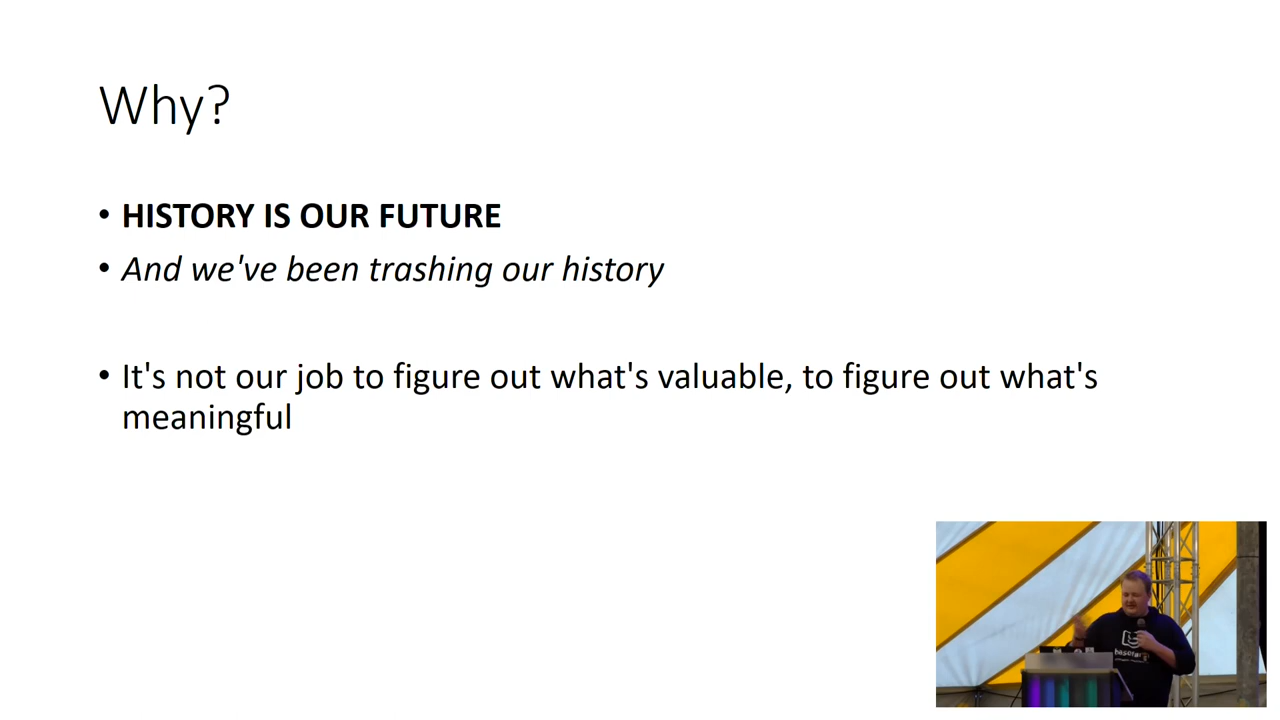 Why?
• HISTORY IS OUR FUTURE
• And we've been trashing our history
• It's not our job to figure out what's valuable, to figure out what's
meaningful